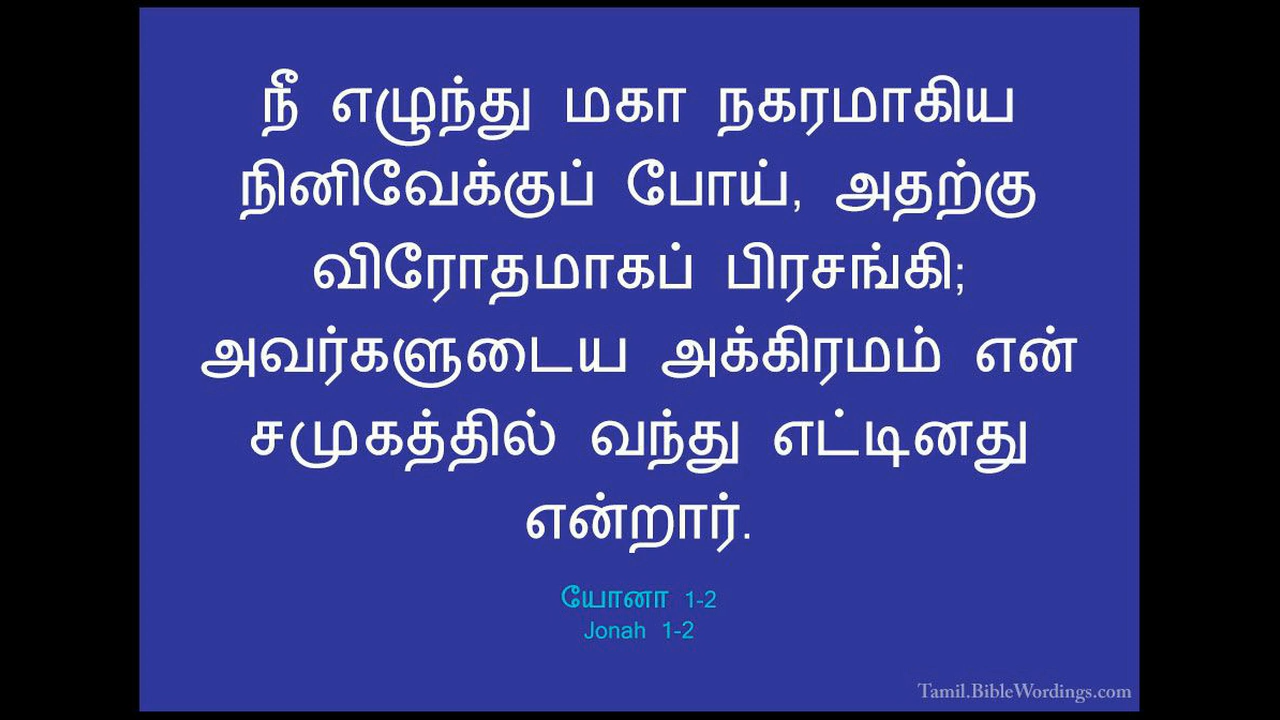 நீ எழுந்து மகா நகரமாகிய
நினிவேக்குப் போய், அதற்கு
விரோதமாகப் பிரசங்கி;
அவர்களுடைய அக்கிரமம் என்
சமுகத்தில் வந்து எட்டினது
என்றார்.
யோனா 1-2
Jonah 1-2
Tamil.BibleWordings.com